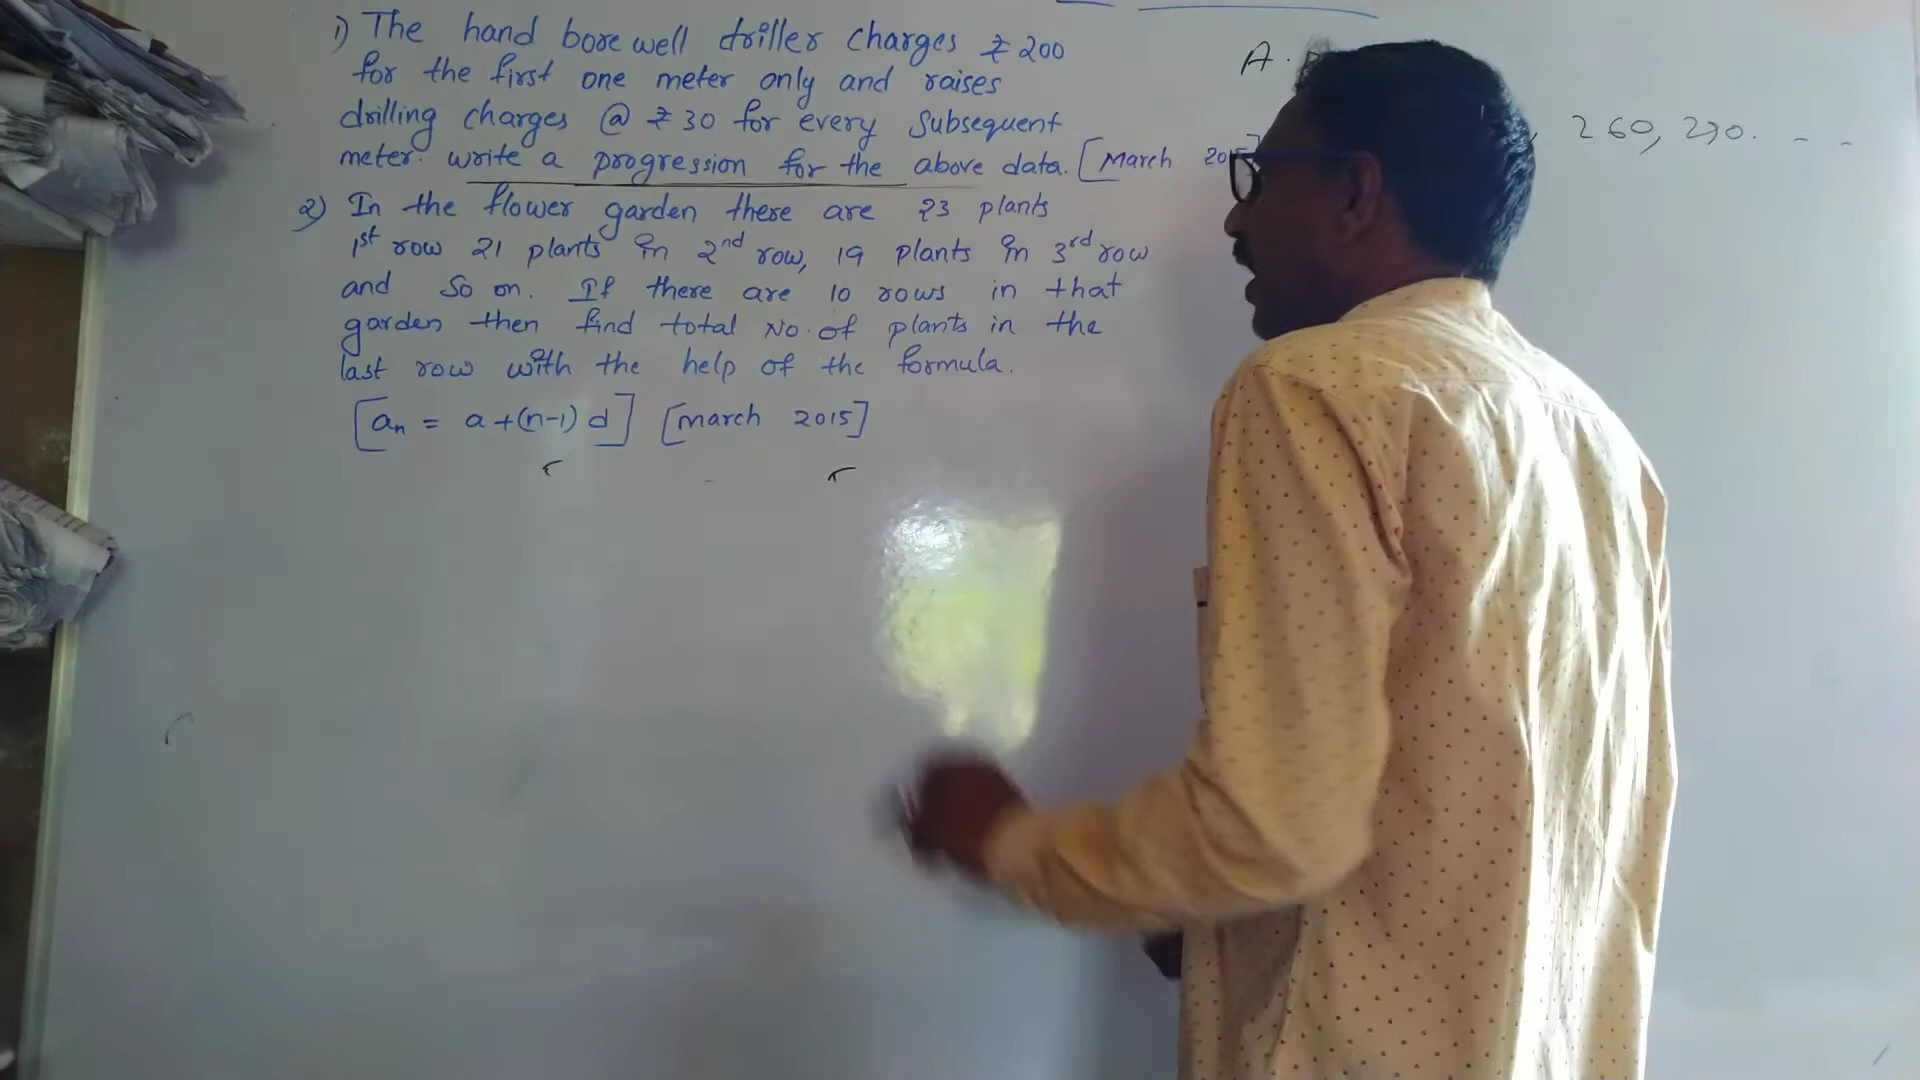 1) The hand bore well driller charges ₹ 200
for the first one meter only and raises
drilling charges @ ₹ 30 for every subsequent
meter. write a progression for the above data. [March 2015]
2) In the flower garden there are 23 plants
1st row 21 plants in 2nd row, 19 plants in 3rd row
and so on. If there are 10 rows in that
garden then find total No. of plants in the
last row with the help of the formula.
[an = a+(n-1) d] [march 2015]
A.
, 260, 290. - -